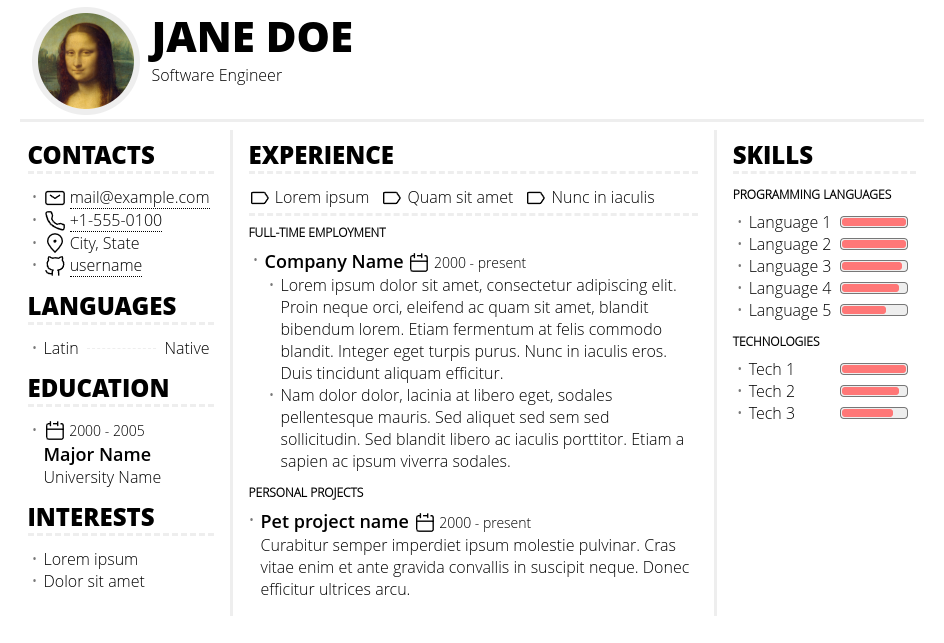 JANE DOE
Software Engineer
CONTACTS
mail@example.com
+1-555-0100
City, State
username
LANGUAGES
Latin Native
EDUCATION
2000 - 2005
Major Name
University Name
INTERESTS
Lorem ipsum
Dolor sit amet
EXPERIENCE
Lorem ipsum Quam sit amet Nunc in iaculis
FULL-TIME EMPLOYMENT
Company Name 2000 - present
Lorem ipsum dolor sit amet, consectetur adipiscing elit.
Proin neque orci, eleifend ac quam sit amet, blandit
bibendum lorem. Etiam fermentum at felis commodo
blandit. Integer eget turpis purus. Nunc in iaculis eros.
Duis tincidunt aliquam efficitur.
Nam dolor dolor, lacinia at libero eget, sodales
pellentesque mauris. Sed aliquet sed sem sed
sollicitudin. Sed blandit libero ac iaculis porttitor. Etiam a
sapien ac ipsum viverra sodales.
PERSONAL PROJECTS
Pet project name 2000 - present
Curabitur semper imperdiet ipsum molestie pulvinar. Cras
vitae enim et ante gravida convallis in suscipit neque. Donec
efficitur ultrices arcu.
SKILLS
PROGRAMMING LANGUAGES
Language 1
Language 2
Language 3
Language 4
Language 5
TECHNOLOGIES
Tech 1
Tech 2
Tech 3